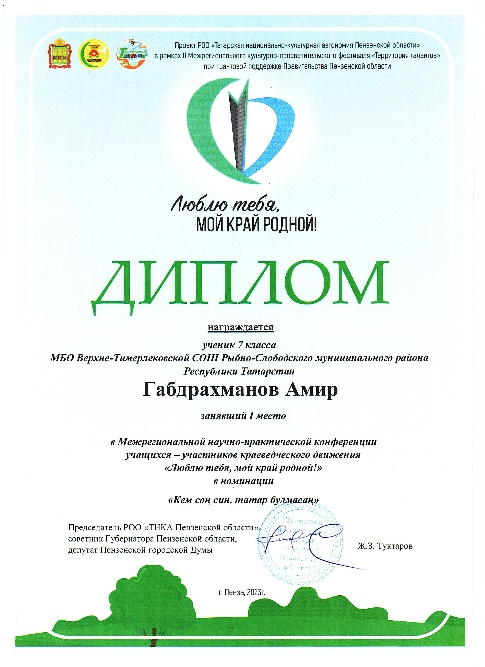 Проект РОО «Татарская национально-культурная автономия Пензенской области»
в рамках II Межрегионального культурно-просветительского фестиваля «Территория талантов»
при грантовой поддержке Правительства Пензенской области
Люблю тебя,
МОЙ КРАЙ РОДНОЙ!
ДИПЛОМ
награждается
ученик 7 класса
МБО Верхне-Тимерлековской СОШ Рыбно-Слободского муниципального района
Республики Татарстан
Габдрахманов Амир
занявший I место
в Межрегиональной научно-практической конференции
учащихся – участников краеведческого движения
«Люблю тебя, мой край родной!»
в номинации
«Кем соң син, татар булмасаң»
Председатель РОО «ТНКА Пензенской области»,
советник Губернатора Пензенской области,
депутат Пензенской городской Думы
Ж.З. Туктаров
г. Пенза, 2023г.